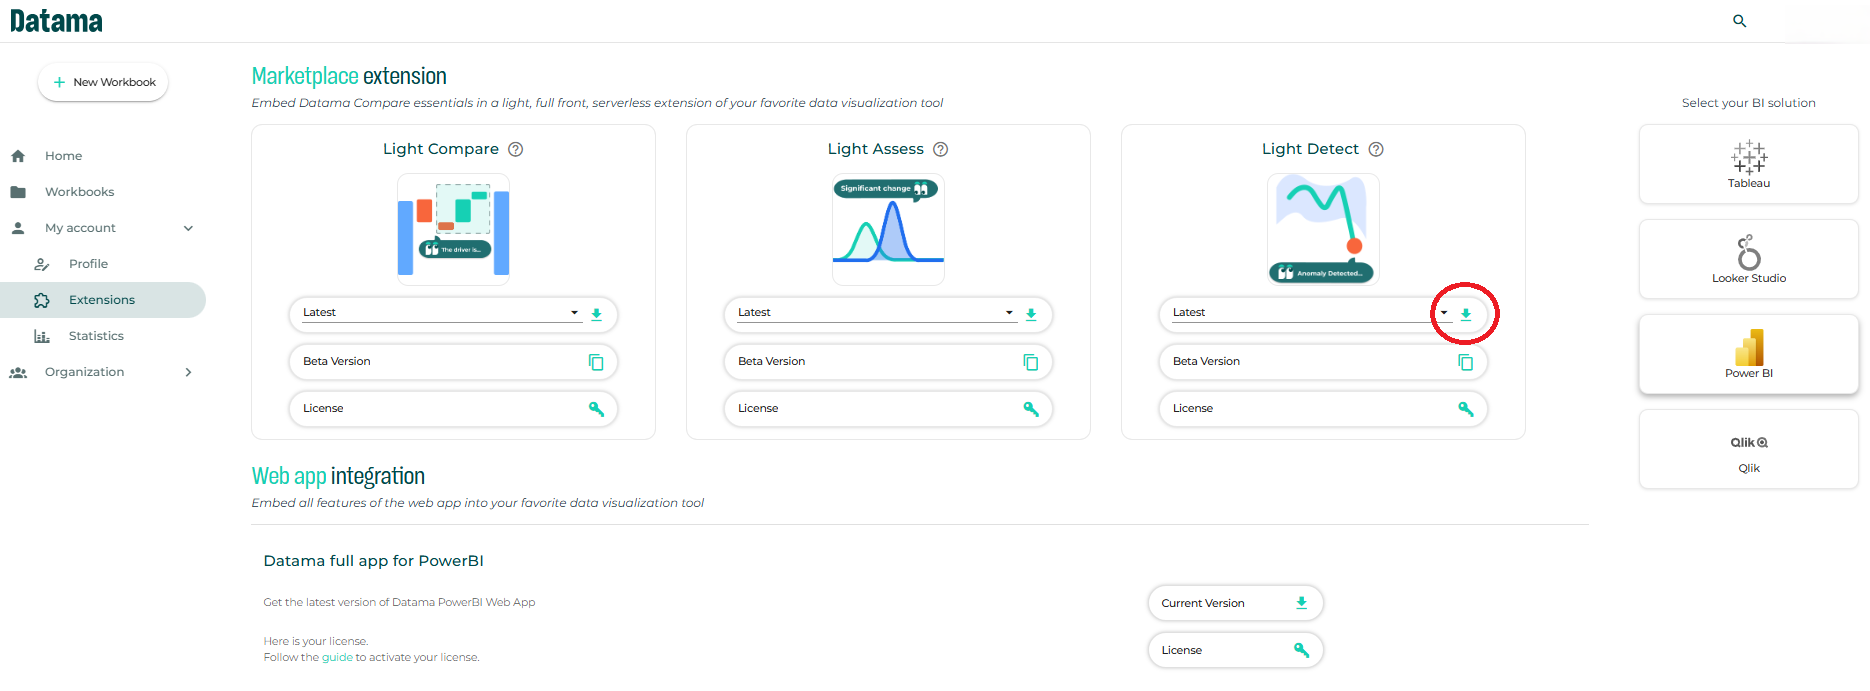 Datama
New Workbook
Home
Workbooks
My account
Profile
Extensions
Statistics
Organization
Marketplace extension
Embed Datama Compare essentials in a light, full front, serverless extension of your favorite data visualization tool
Light Compare
The driver is...
Latest
Beta Version
License
Light Assess
Significant change
Latest
Beta Version
License
Light Detect
Anomaly Detected...
Latest
Beta Version
License
Select your BI solution
Tableau
Looker Studio
Power BI
Qlik
Qlik
Web app integration
Embed all features of the web app into your favorite data visualization tool
Datama full app for PowerBI
Get the latest version of Datama PowerBI Web App
Current Version
Here is your license.
Follow the guide to activate your license.
License